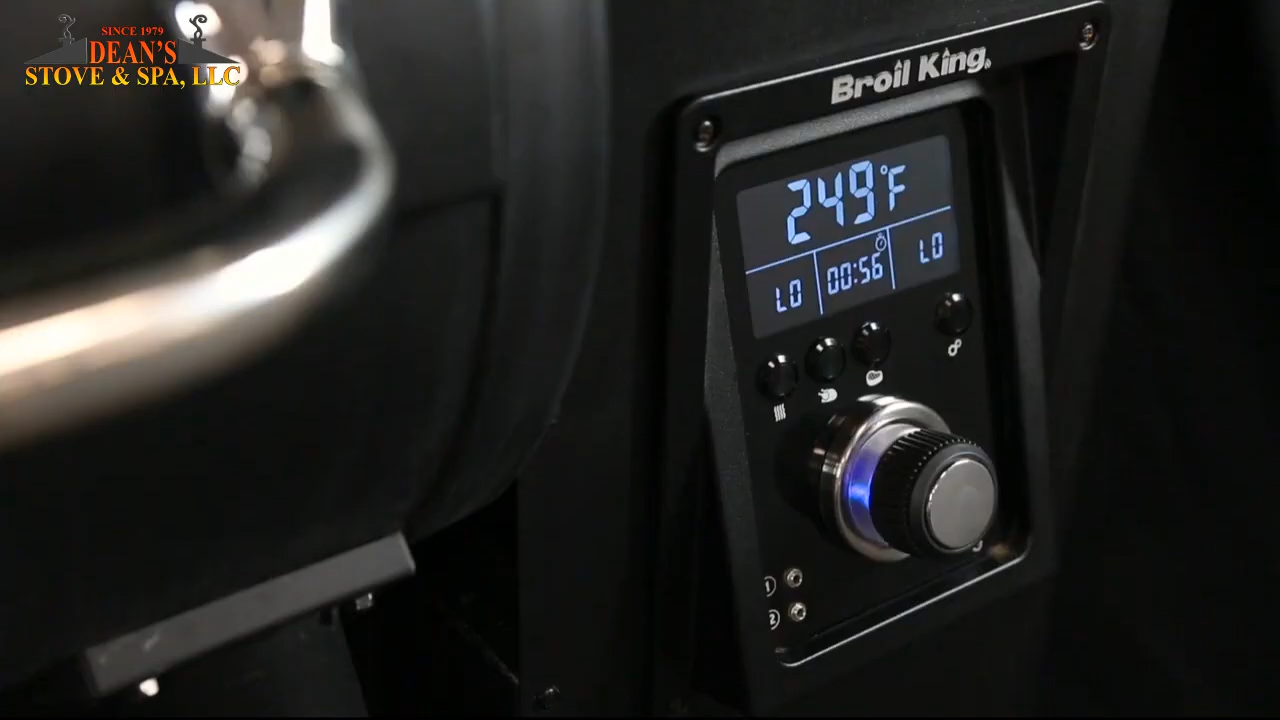 SINCE 1979
DEAN'S
STOVE & SPA, LLC
Broil King
249°F
LO 00:56 LO
1
2